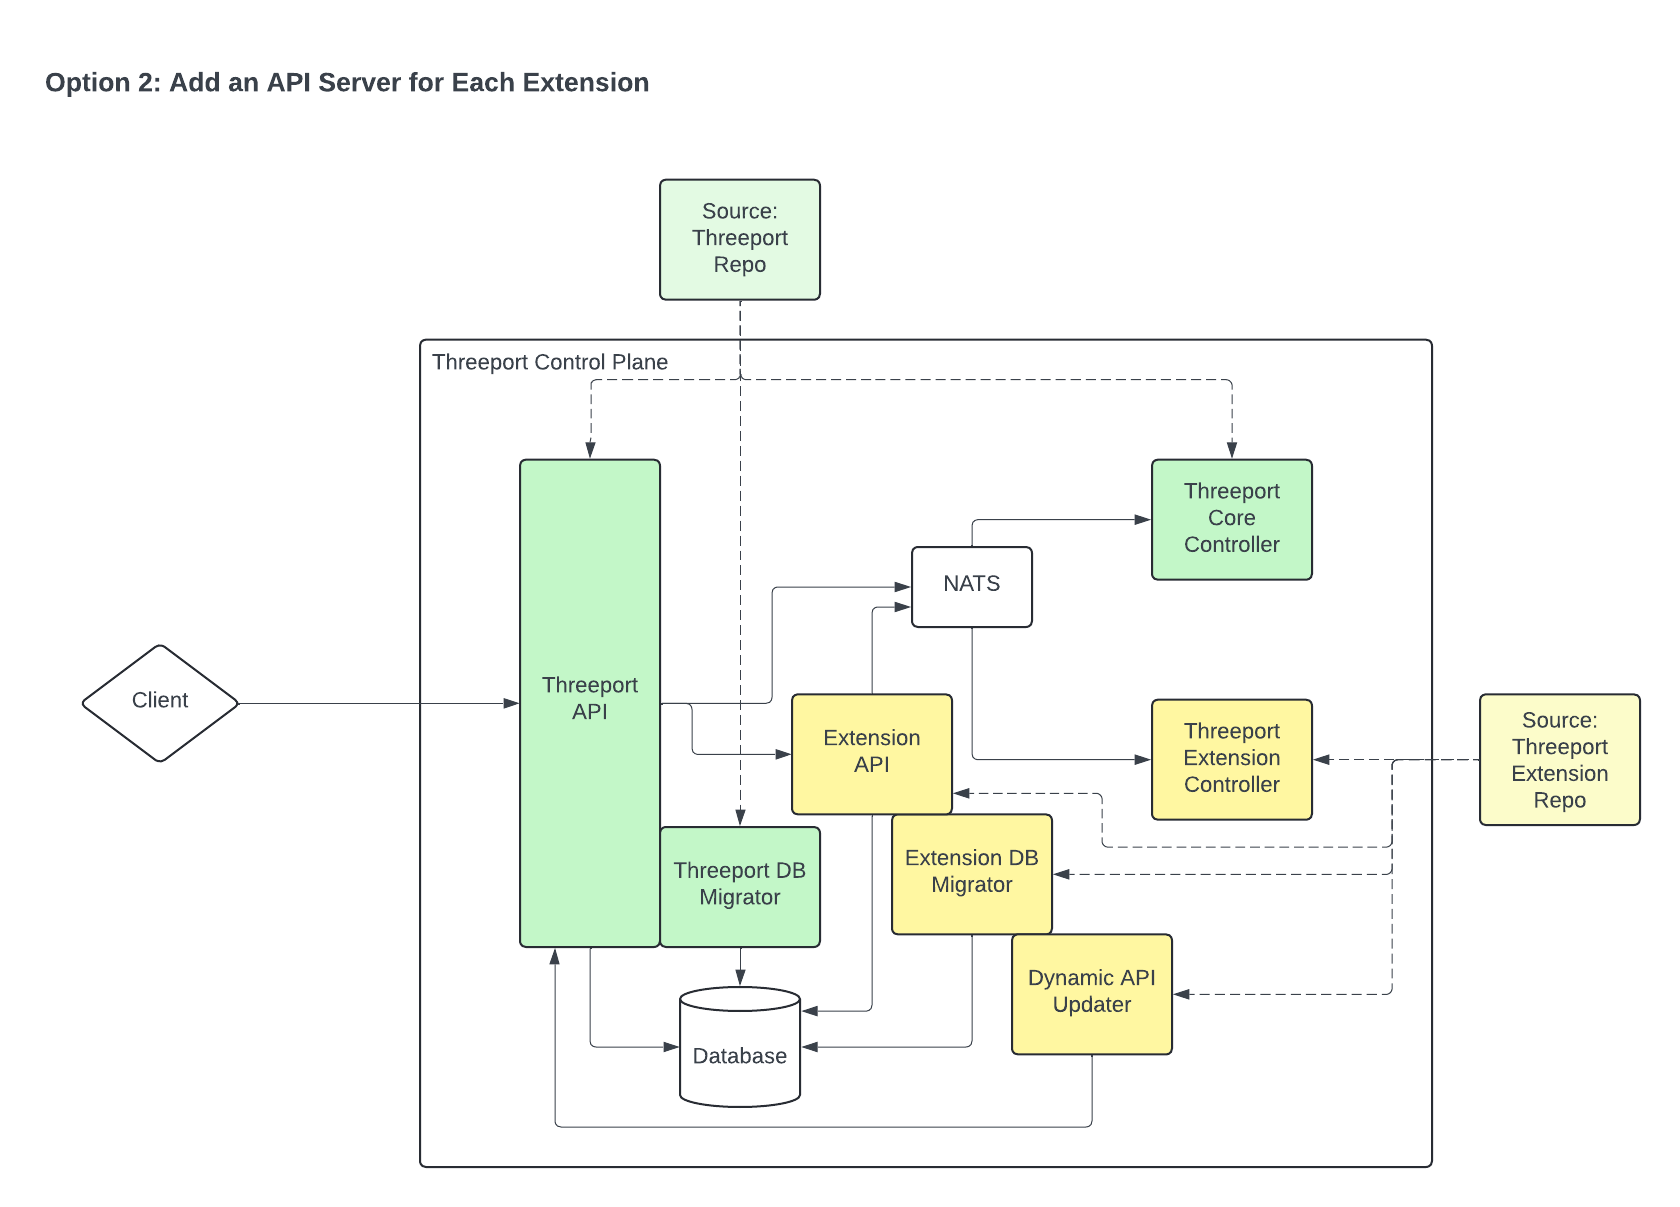 Option 2: Add an API Server for Each Extension
Source:
Threeport
Repo
Threeport Control Plane
Threeport
Core
Controller
NATS
Client
Threeport
API
Extension
API
Threeport
Extension
Controller
Source:
Threeport
Extension
Repo
Threeport DB
Migrator
Extension DB
Migrator
Dynamic API
Updater
Database